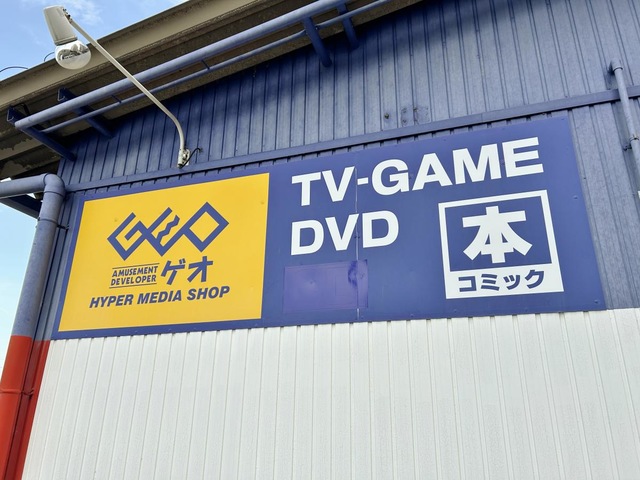 GEO
AMUSEMENT
DEVELOPER
ゲオ
HYPER MEDIA SHOP
TV-GAME
DVD
本
コミック